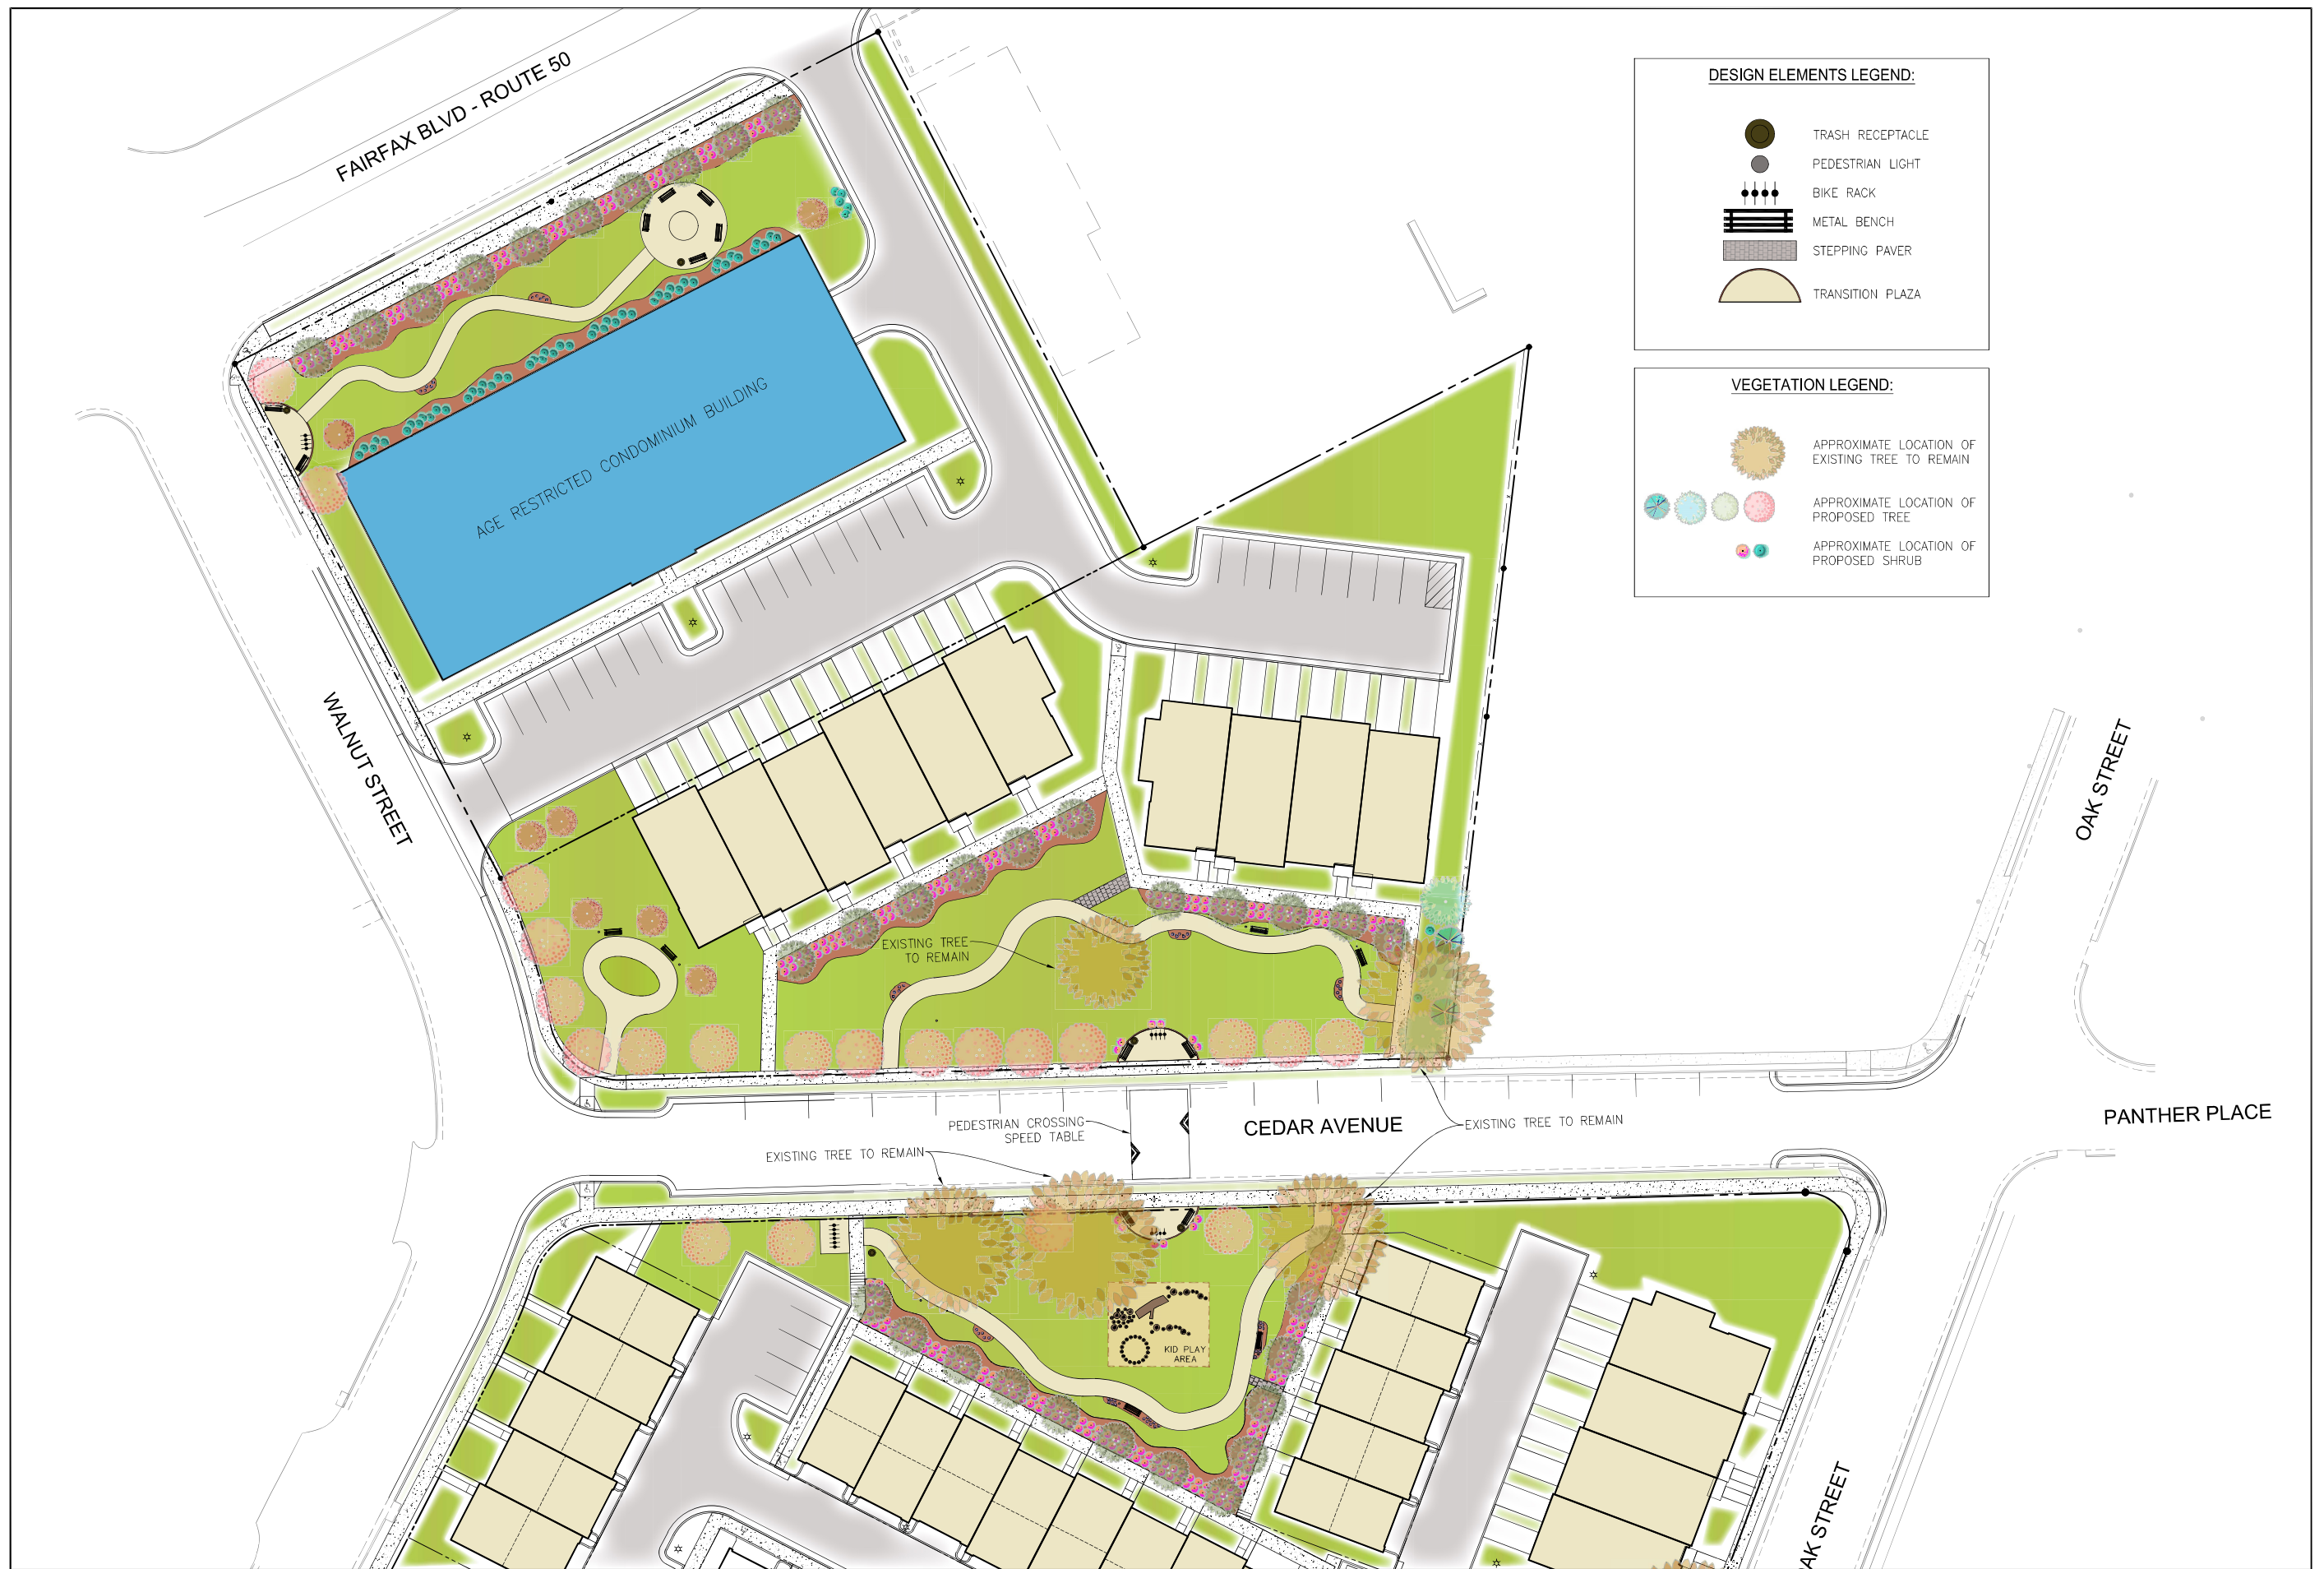 FAIRFAX BLVD - ROUTE 50
DESIGN ELEMENTS LEGEND:
TRASH RECEPTACLE
PEDESTRIAN LIGHT
BIKE RACK
METAL BENCH
STEPPING PAVER
TRANSITION PLAZA
VEGETATION LEGEND:
APPROXIMATE LOCATION OF
EXISTING TREE TO REMAIN
APPROXIMATE LOCATION OF
PROPOSED TREE
APPROXIMATE LOCATION OF
PROPOSED SHRUB
AGE RESTRICTED CONDOMINIUM BUILDING
WALNUT STREET
OAK STREET
EXISTING TREE
TO REMAIN
PEDESTRIAN CROSSING
SPEED TABLE
CEDAR AVENUE
EXISTING TREE TO REMAIN
PANTHER PLACE
EXISTING TREE TO REMAIN
KID PLAY
AREA
AK STREET